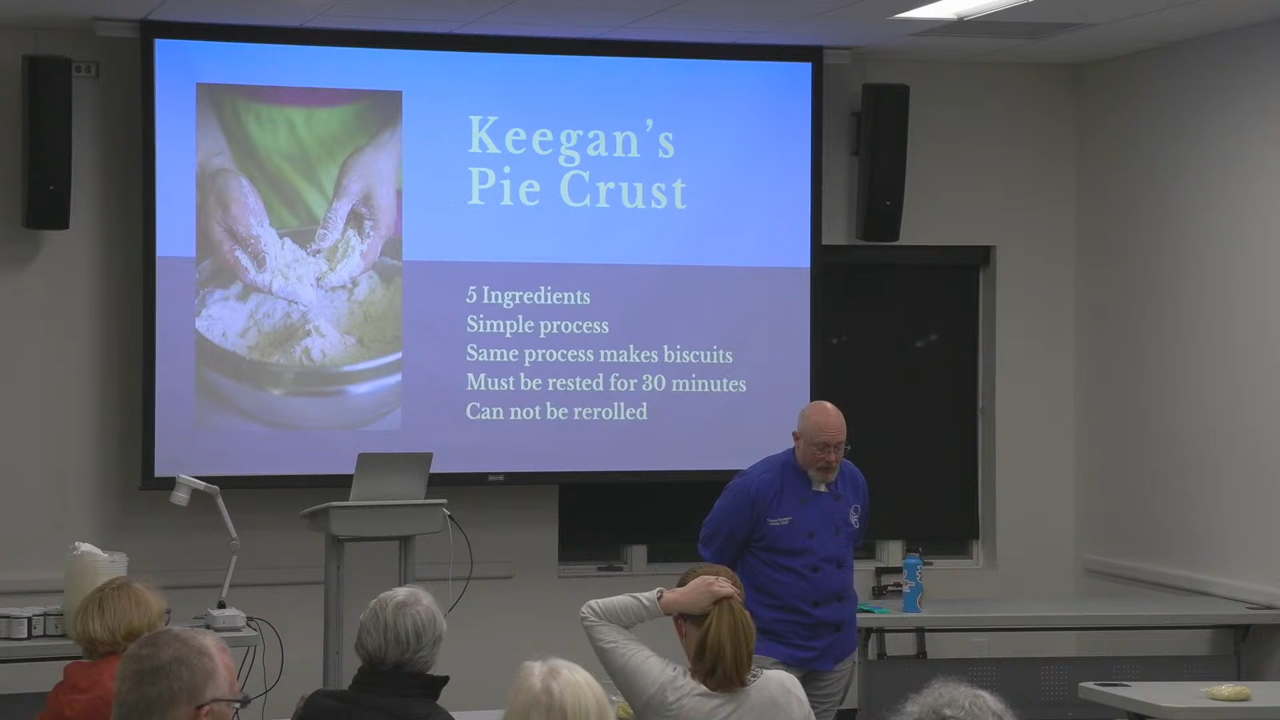 Keegan's
Pie Crust
5 Ingredients
Simple process
Same process makes biscuits
Must be rested for 30 minutes
Can not be rerolled